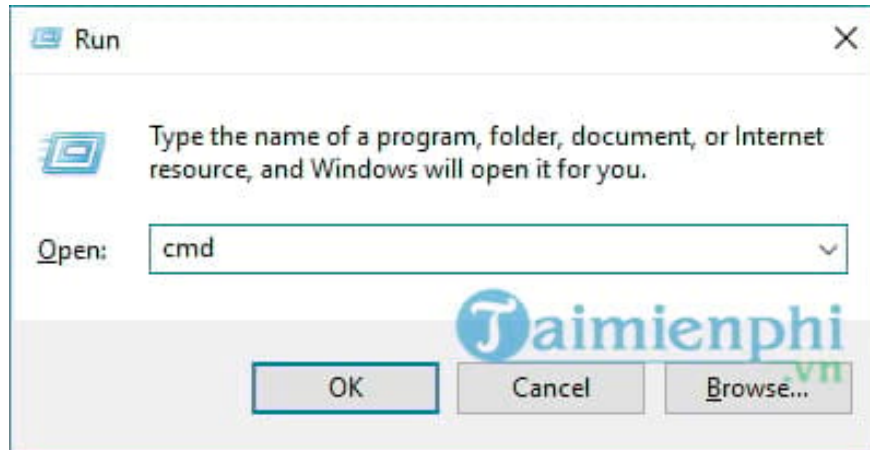 Run
Type the name of a program, folder, document, or Internet
resource, and Windows will open it for you.
Open: cmd
Taimienphi
.vn
OK Cancel Browse...